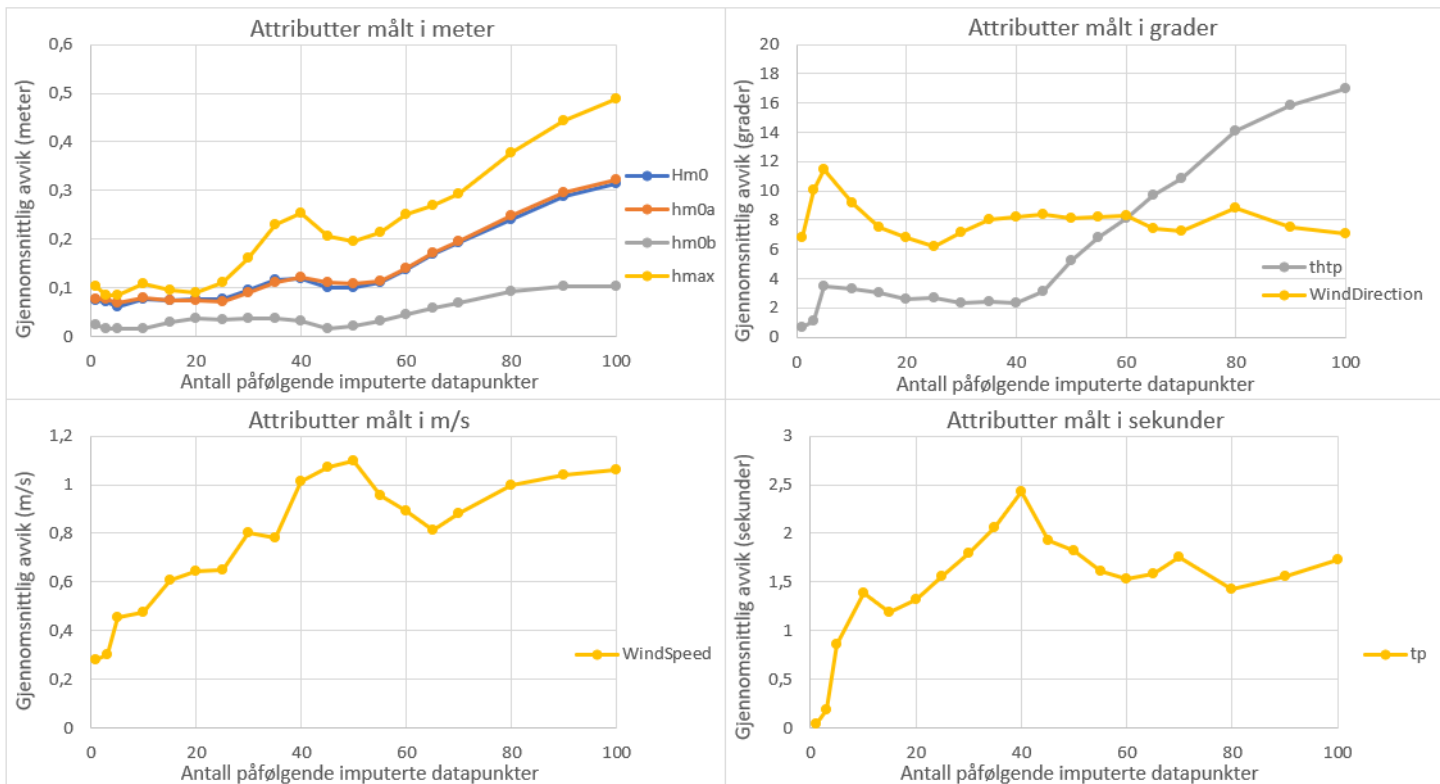 Attributter målt i meter
Gjennomsnittlig avvik (meter)
0,6
0,5
0,4
0,3
0,2
0,1
0
0 20 40 60 80 100
Antall påfølgende imputerte datapunkter
Hm0
hm0a
hm0b
hmax
Attributter målt i grader
Gjennomsnittlig avvik (grader)
20
18
16
14
12
10
8
6
4
2
0
0 20 40 60 80 100
Antall påfølgende imputerte datapunkter
thtp
WindDirection
Attributter målt i m/s
Gjennomsnittlig avvik (m/s)
1,2
1
0,8
0,6
0,4
0,2
0
0 20 40 60 80 100
Antall påfølgende imputerte datapunkter
WindSpeed
Attributter målt i sekunder
Gjennomsnittlig avvik (sekunder)
3
2,5
2
1,5
1
0,5
0
0 20 40 60 80 100
Antall påfølgende imputerte datapunkter
tp